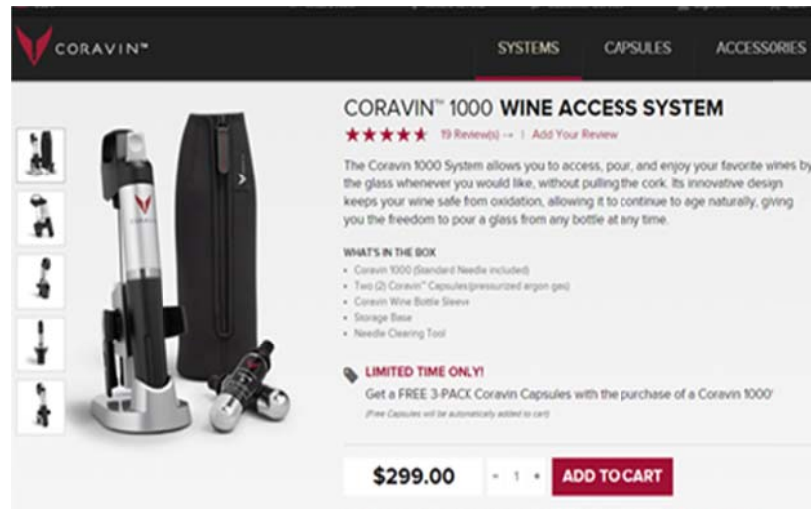 CORAVIN™
SYSTEMS CAPSULES ACCESSORIES
CORAVIN™ 1000 WINE ACCESS SYSTEM
19 Review(s) | Add Your Review
The Coravin 1000 System allows you to access, pour, and enjoy your favorite wines by
the glass whenever you would like, without pulling the cork. Its innovative design
keeps your wine safe from oxidation, allowing it to continue to age naturally, giving
you the freedom to pour a glass from any bottle at any time.
WHAT'S IN THE BOX
• Coravin 1000 (Standard Needle included)
• Two (2) Coravin™ Capsules (pressurized argon gas)
• Coravin Wine Bottle Sleeve
• Storage Base
• Needle Clearing Tool
LIMITED TIME ONLY!
Get a FREE 3-PACK Coravin Capsules with the purchase of a Coravin 1000
(Free Capsules will be automatically added to cart)
$299.00 - 1 + ADD TO CART